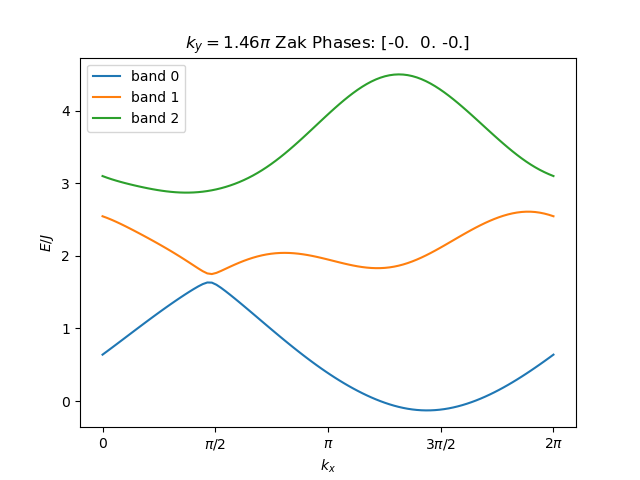 k_y = 1.46π Zak Phases: [-0.  0. -0.]
band 0
band 1
band 2
E/J
4
3
2
1
0
0 π/2 π 3π/2 2π
k_x